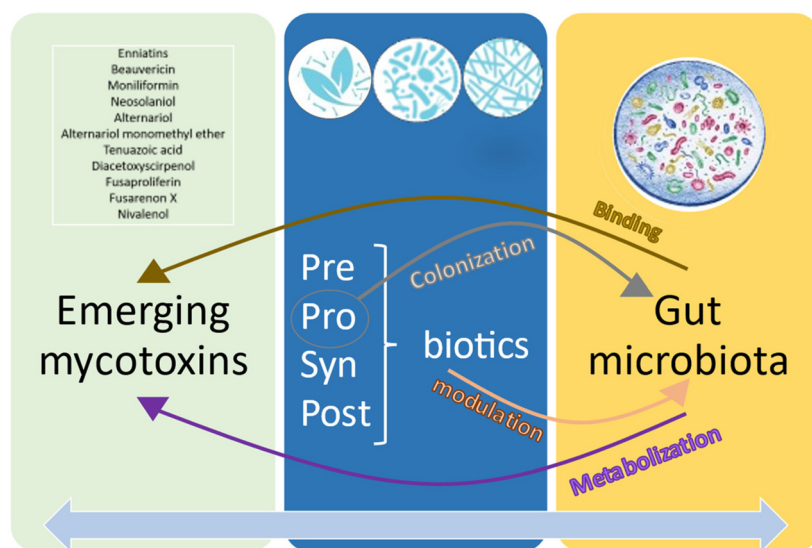 Enniatins
Beauvericin
Moniliformin
Neosolaniol
Alternariol
Alternariol monomethyl ether
Tenuazoic acid
Diacetoxyscirpenol
Fusaproliferin
Fusarenon X
Nivalenol
Emerging
mycotoxins
Pre
Pro
Syn
Post
biotics
Colonization
modulation
Binding
Gut
microbiota
Metabolization